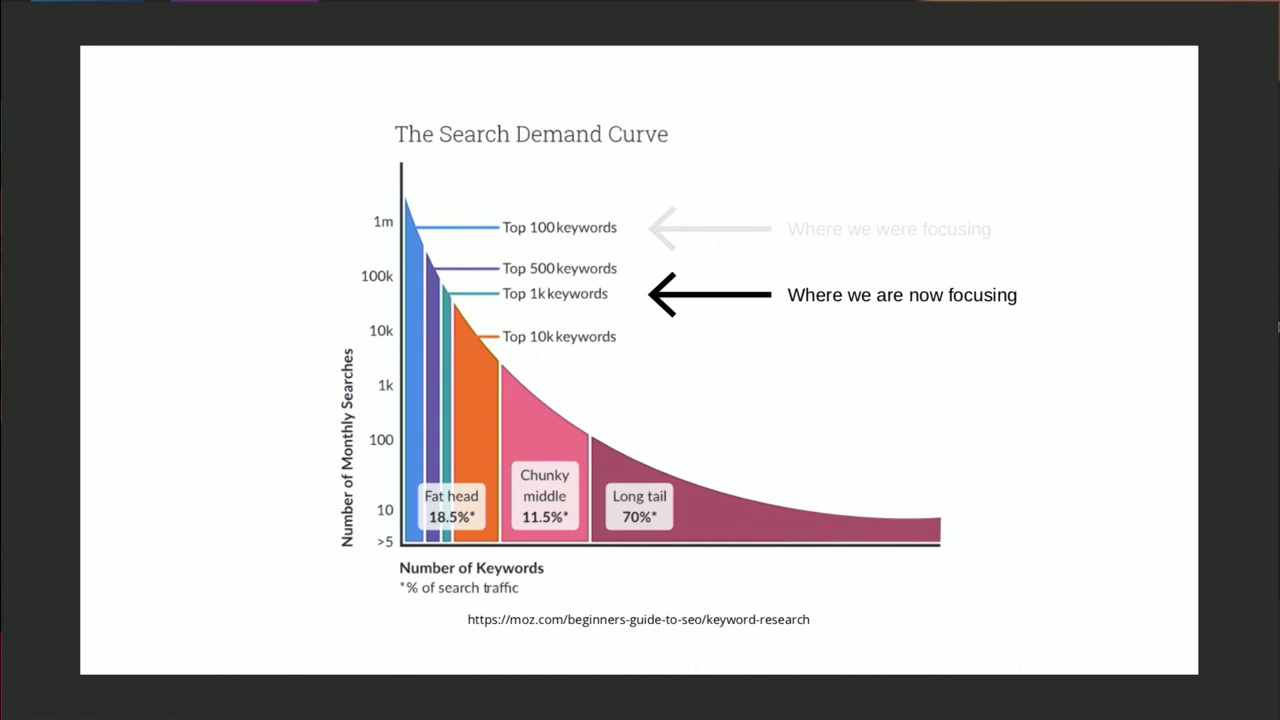 The Search Demand Curve
1m
100k
10k
1k
100
10
>5
Number of Monthly Searches
Top 100 keywords
Top 500 keywords
Top 1k keywords
Top 10k keywords
Where we were focusing
Where we are now focusing
Fat head
18.5%*
Chunky
middle
11.5%*
Long tail
70%*
Number of Keywords
*% of search traffic
https://moz.com/beginners-guide-to-seo/keyword-research